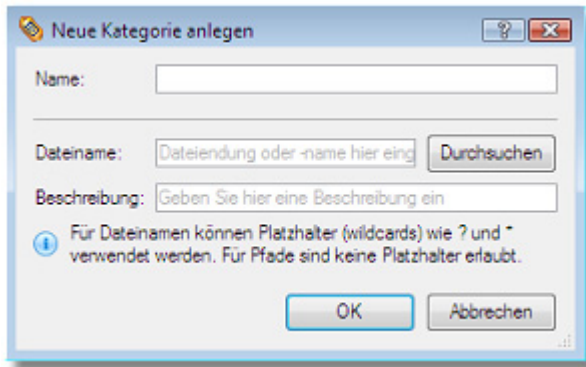 Neue Kategorie anlegen
Name:
Dateiname: Dateiendung oder -name hier eing Durchsuchen
Beschreibung: Geben Sie hier eine Beschreibung ein
Für Dateinamen können Platzhalter (wildcards) wie ? und *
verwendet werden. Für Pfade sind keine Platzhalter erlaubt.
OK Abbrechen